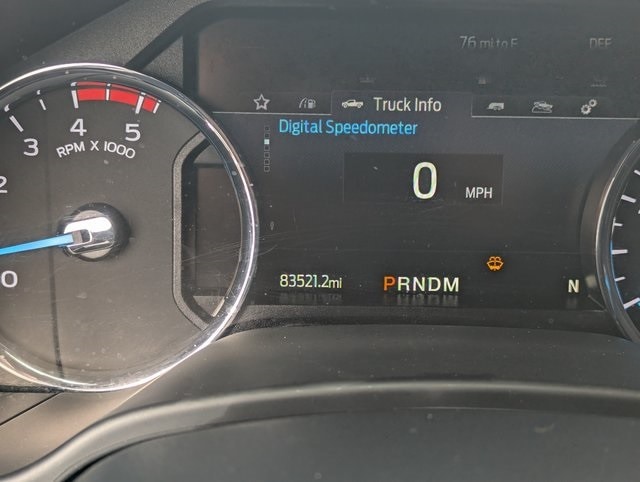 76 mi to E
DEF
Truck Info
Digital Speedometer
0 MPH
83521.2mi
PRNDM
N
0
2
3
4
5
RPM X 1000